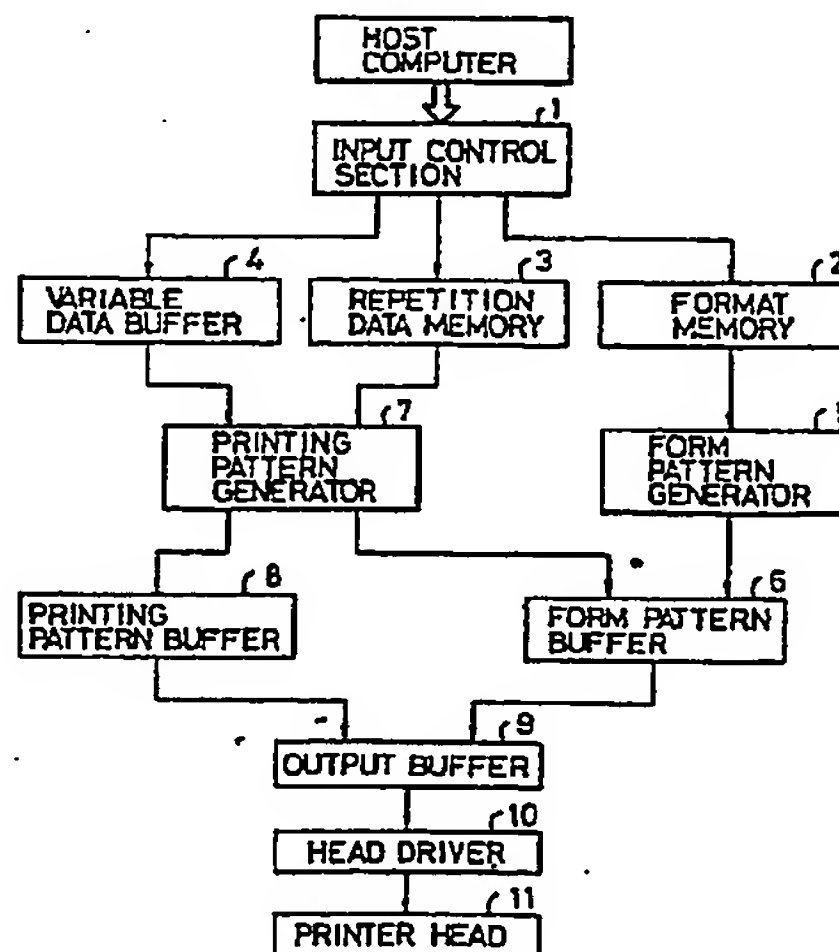 HOST
COMPUTER
1
INPUT CONTROL
SECTION
4
VARIABLE
DATA BUFFER
3
REPETITION
DATA MEMORY
2
FORMAT
MEMORY
7
PRINTING
PATTERN
GENERATOR
FORM
PATTERN
GENERATOR
8
PRINTING
PATTERN BUFFER
6
FORM PATTERN
BUFFER
9
OUTPUT BUFFER
10
HEAD DRIVER
11
PRINTER HEAD